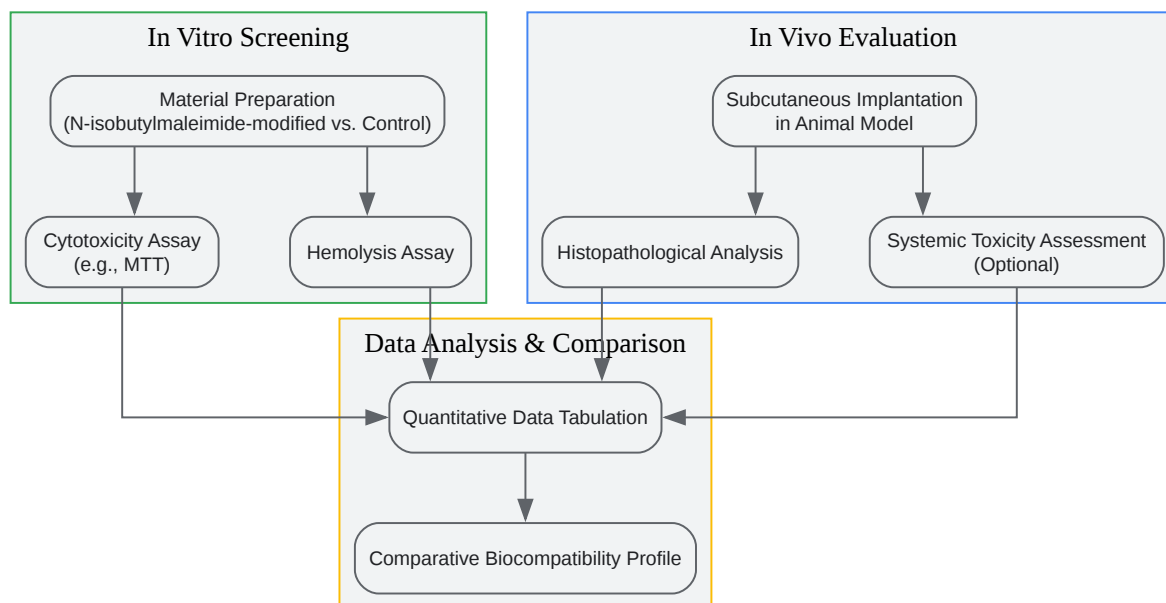 In Vitro Screening
Material Preparation
(N-isobutylmaleimide-modified vs. Control)
Cytotoxicity Assay
(e.g., MTT)
Hemolysis Assay
In Vivo Evaluation
Subcutaneous Implantation
in Animal Model
Histopathological Analysis
Systemic Toxicity Assessment
(Optional)
Data Analysis & Comparison
Quantitative Data Tabulation
Comparative Biocompatibility Profile